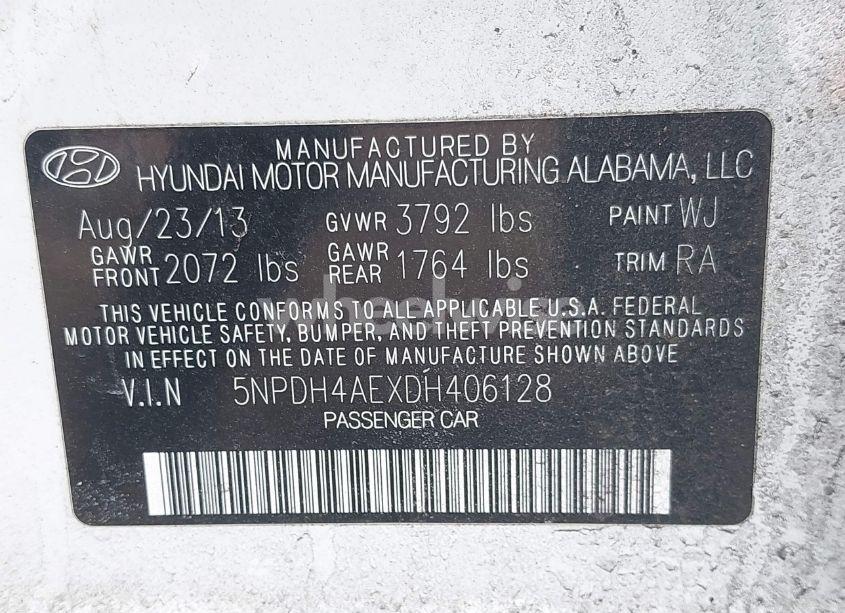 MANUFACTURED BY
HYUNDAI MOTOR MANUFACTURING ALABAMA, LLC
Aug/23/13 GVWR 3792 lbs PAINT WJ
GAWR FRONT 2072 lbs GAWR REAR 1764 lbs TRIM RA
THIS VEHICLE CONFORMS TO ALL APPLICABLE U.S.A. FEDERAL
MOTOR VEHICLE SAFETY, BUMPER, AND THEFT PREVENTION STANDARDS
IN EFFECT ON THE DATE OF MANUFACTURE SHOWN ABOVE
V.I.N 5NPDH4AEXDH406128
PASSENGER CAR